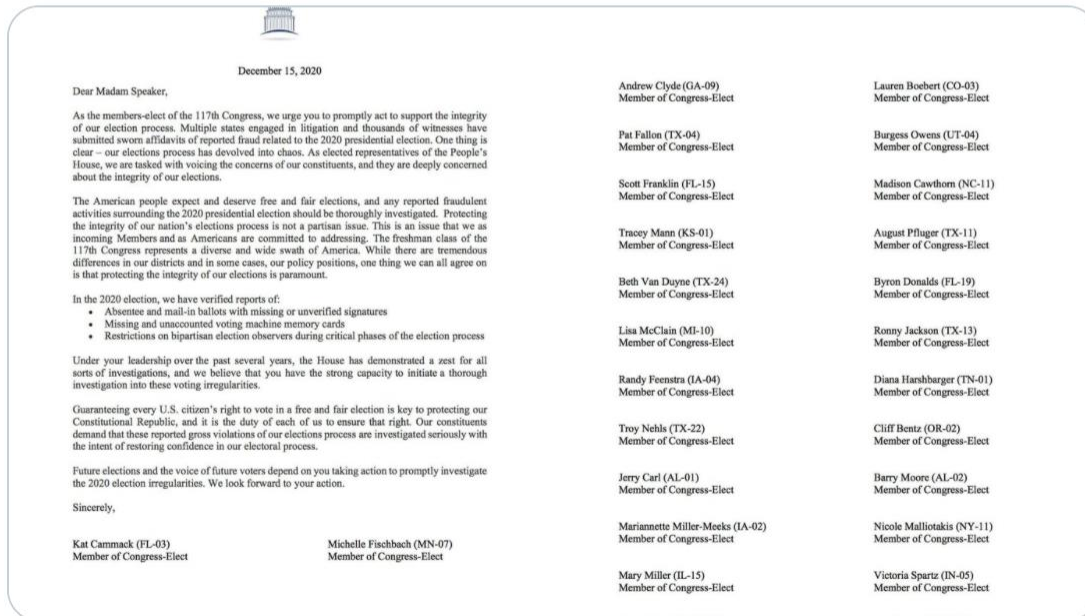 December 15, 2020
Dear Madam Speaker,
As the members-elect of the 117th Congress, we urge you to promptly act to support the integrity
of our election process. Multiple states engaged in litigation and thousands of witnesses have
submitted sworn affidavits of reported fraud related to the 2020 presidential election. One thing is
clear – our elections process has devolved into chaos. As elected representatives of the People's
House, we are tasked with voicing the concerns of our constituents, and they are deeply concerned
about the integrity of our elections.
The American people expect and deserve free and fair elections, and any reported fraudulent
activities surrounding the 2020 presidential election should be thoroughly investigated. Protecting
the integrity of our nation's elections process is not a partisan issue. This is an issue that we as
incoming Members and as Americans are committed to addressing. The freshman class of the
117th Congress represents a diverse and wide swath of America. While there are tremendous
differences in our districts and in some cases, our policy positions, one thing we can all agree on
is that protecting the integrity of our elections is paramount.
In the 2020 election, we have verified reports of:
• Absentee and mail-in ballots with missing or unverified signatures
• Missing and unaccounted voting machine memory cards
• Restrictions on bipartisan election observers during critical phases of the election process
Under your leadership over the past several years, the House has demonstrated a zest for all
sorts of investigations, and we believe that you have the strong capacity to initiate a thorough
investigation into these voting irregularities.
Guaranteeing every U.S. citizen's right to vote in a free and fair election is key to protecting our
Constitutional Republic, and it is the duty of each of us to ensure that right. Our constituents
demand that these reported gross violations of our elections process are investigated seriously with
the intent of restoring confidence in our electoral process.
Future elections and the voice of future voters depend on you taking action to promptly investigate
the 2020 election irregularities. We look forward to your action.
Sincerely,
Kat Cammack (FL-03) Michelle Fischbach (MN-07)
Member of Congress-Elect Member of Congress-Elect
Andrew Clyde (GA-09) Lauren Boebert (CO-03)
Member of Congress-Elect Member of Congress-Elect
Pat Fallon (TX-04) Burgess Owens (UT-04)
Member of Congress-Elect Member of Congress-Elect
Scott Franklin (FL-15) Madison Cawthorn (NC-11)
Member of Congress-Elect Member of Congress-Elect
Tracey Mann (KS-01) August Pfluger (TX-11)
Member of Congress-Elect Member of Congress-Elect
Beth Van Duyne (TX-24) Byron Donalds (FL-19)
Member of Congress-Elect Member of Congress-Elect
Lisa McClain (MI-10) Ronny Jackson (TX-13)
Member of Congress-Elect Member of Congress-Elect
Randy Feenstra (IA-04) Diana Harshbarger (TN-01)
Member of Congress-Elect Member of Congress-Elect
Troy Nehls (TX-22) Cliff Bentz (OR-02)
Member of Congress-Elect Member of Congress-Elect
Jerry Carl (AL-01) Barry Moore (AL-02)
Member of Congress-Elect Member of Congress-Elect
Mariannette Miller-Meeks (IA-02) Nicole Malliotakis (NY-11)
Member of Congress-Elect Member of Congress-Elect
Mary Miller (IL-15) Victoria Spartz (IN-05)
Member of Congress-Elect Member of Congress-Elect